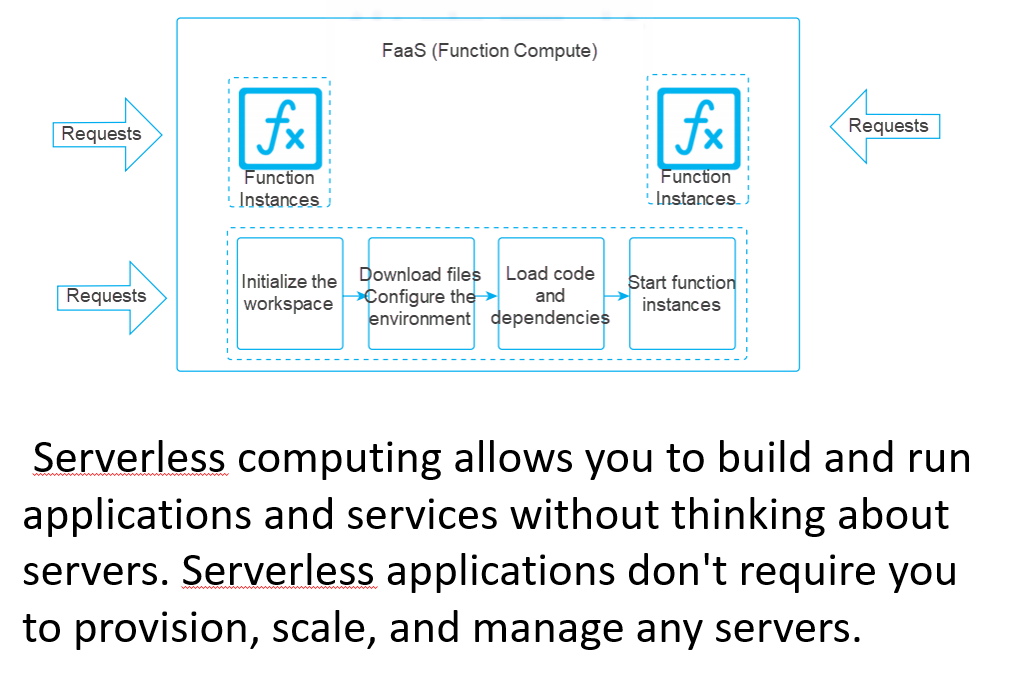 FaaS (Function Compute)
Requests
Function
Instances
Function
Instances
Requests
Requests
Initialize the
workspace
Download files
Configure the
environment
Load code
and
dependencies
Start function
instances
Serverless computing allows you to build and run
applications and services without thinking about
servers. Serverless applications don't require you
to provision, scale, and manage any servers.